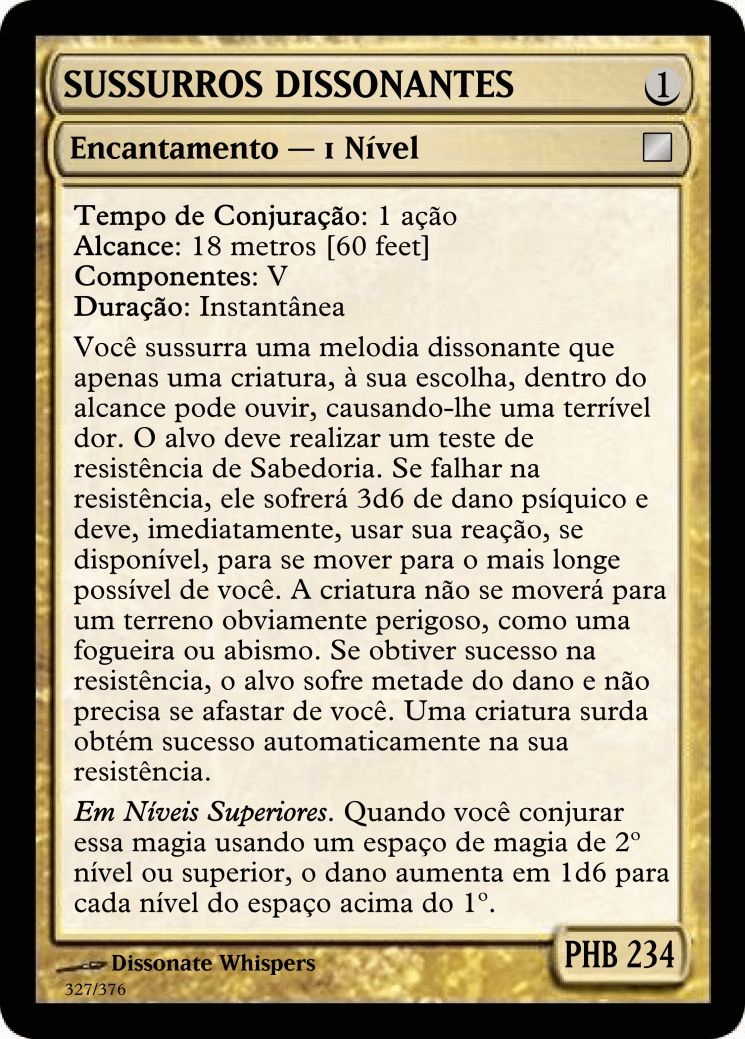 SUSSURROS DISSONANTES 1
Encantamento — 1 Nível
Tempo de Conjuração: 1 ação
Alcance: 18 metros [60 feet]
Componentes: V
Duração: Instantânea
Você sussurra uma melodia dissonante que
apenas uma criatura, à sua escolha, dentro do
alcance pode ouvir, causando-lhe uma terrível
dor. O alvo deve realizar um teste de
resistência de Sabedoria. Se falhar na
resistência, ele sofrerá 3d6 de dano psíquico e
deve, imediatamente, usar sua reação, se
disponível, para se mover para o mais longe
possível de você. A criatura não se moverá para
um terreno obviamente perigoso, como uma
fogueira ou abismo. Se obtiver sucesso na
resistência, o alvo sofre metade do dano e não
precisa se afastar de você. Uma criatura surda
obtém sucesso automaticamente na sua
resistência.
Em Níveis Superiores. Quando você conjurar
essa magia usando um espaço de magia de 2º
nível ou superior, o dano aumenta em 1d6 para
cada nível do espaço acima do 1º.
PHB 234
Dissonate Whispers
327/376